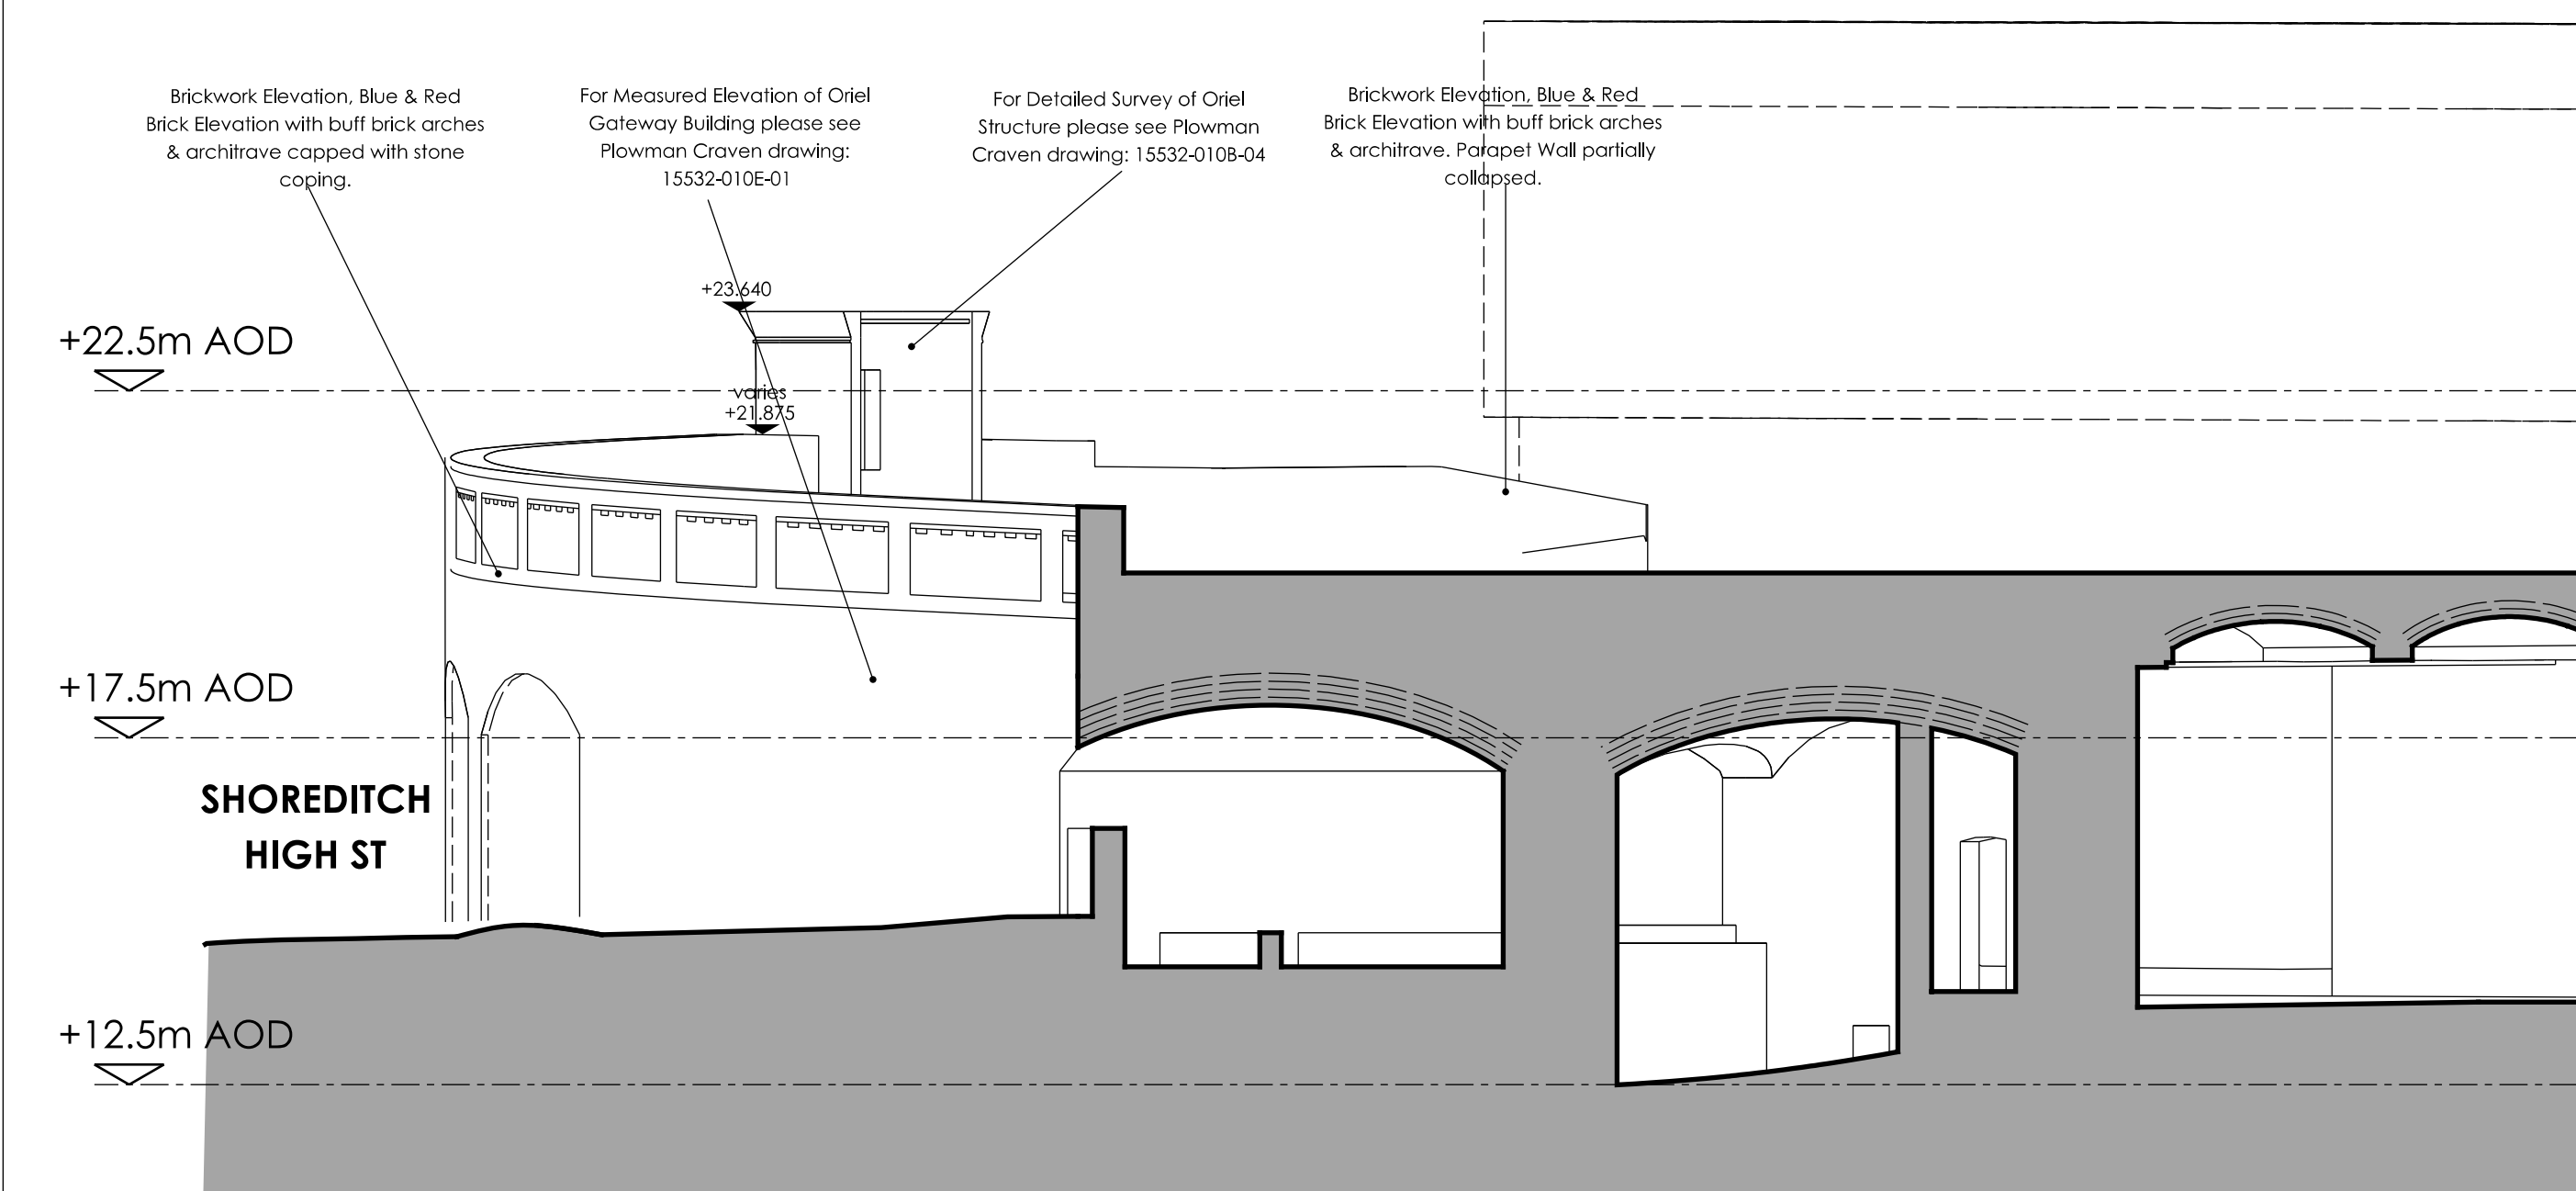 Brickwork Elevation, Blue & Red
Brick Elevation with buff brick arches
& architrave capped with stone
coping.
For Measured Elevation of Oriel
Gateway Building please see
Plowman Craven drawing:
15532-010E-01
For Detailed Survey of Oriel
Structure please see Plowman
Craven drawing: 15532-010B-04
Brickwork Elevation, Blue & Red
Brick Elevation with buff brick arches
& architrave. Parapet Wall partially
collapsed.
+23.640
+22.5m AOD
varies
+21.875
+17.5m AOD
SHOREDITCH
HIGH ST
+12.5m AOD